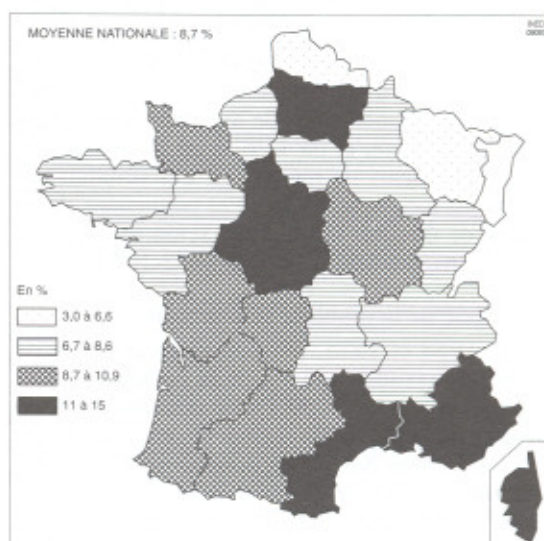 MOYENNE NATIONALE : 8,7 %
INED
En %
3,0 à 6,6
6,7 à 8,6
8,7 à 10,9
11 à 15